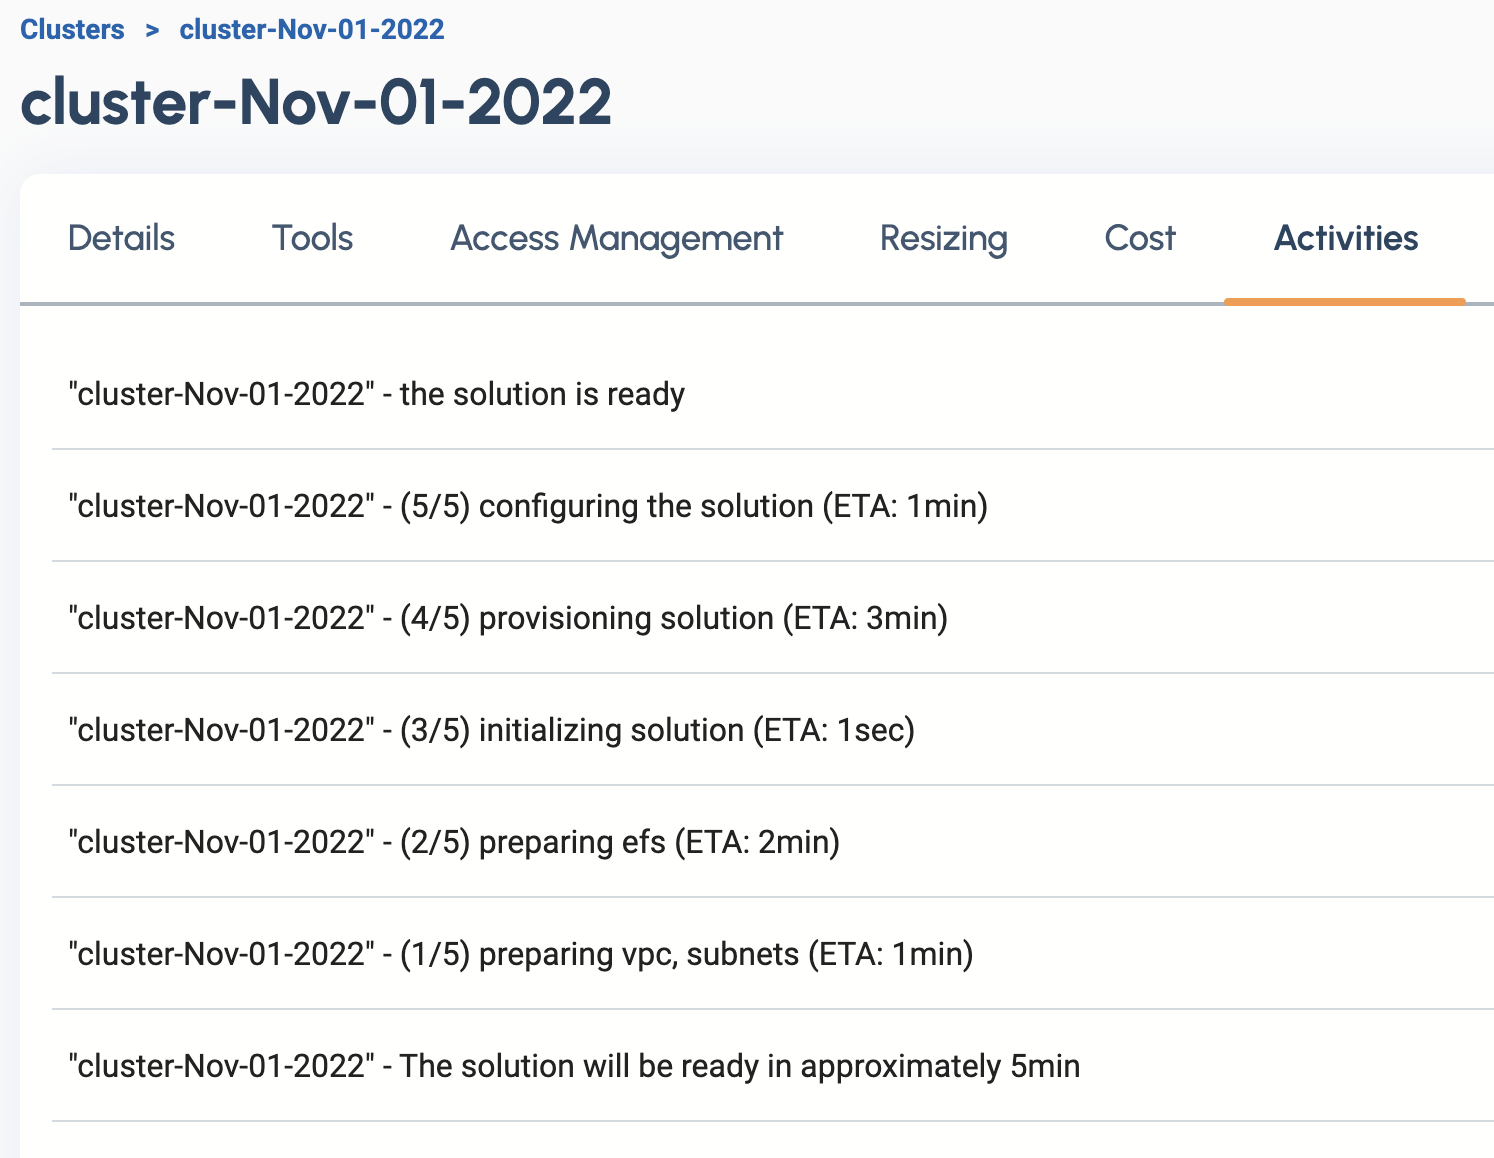 Clusters > cluster-Nov-01-2022
cluster-Nov-01-2022
Details Tools Access Management Resizing Cost Activities
"cluster-Nov-01-2022" - the solution is ready
"cluster-Nov-01-2022" - (5/5) configuring the solution (ETA: 1min)
"cluster-Nov-01-2022" - (4/5) provisioning solution (ETA: 3min)
"cluster-Nov-01-2022" - (3/5) initializing solution (ETA: 1sec)
"cluster-Nov-01-2022" - (2/5) preparing efs (ETA: 2min)
"cluster-Nov-01-2022" - (1/5) preparing vpc, subnets (ETA: 1min)
"cluster-Nov-01-2022" - The solution will be ready in approximately 5min